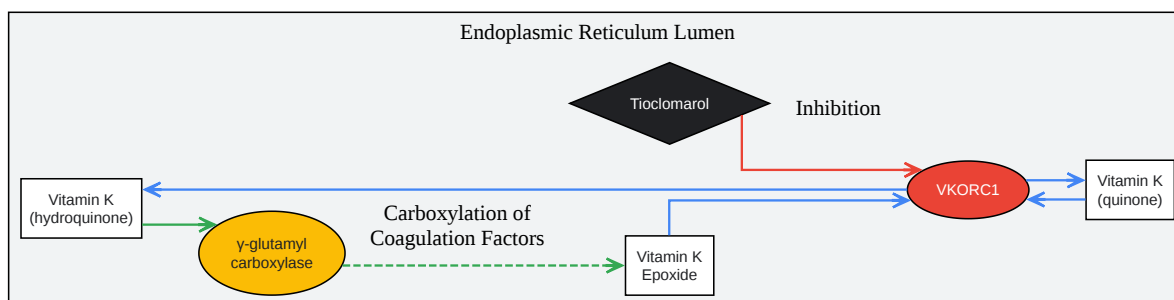 Endoplasmic Reticulum Lumen
Tioclomarol
Inhibition
Vitamin K
(hydroquinone)
γ-glutamyl
carboxylase
Carboxylation of
Coagulation Factors
Vitamin K
Epoxide
VKORC1
Vitamin K
(quinone)